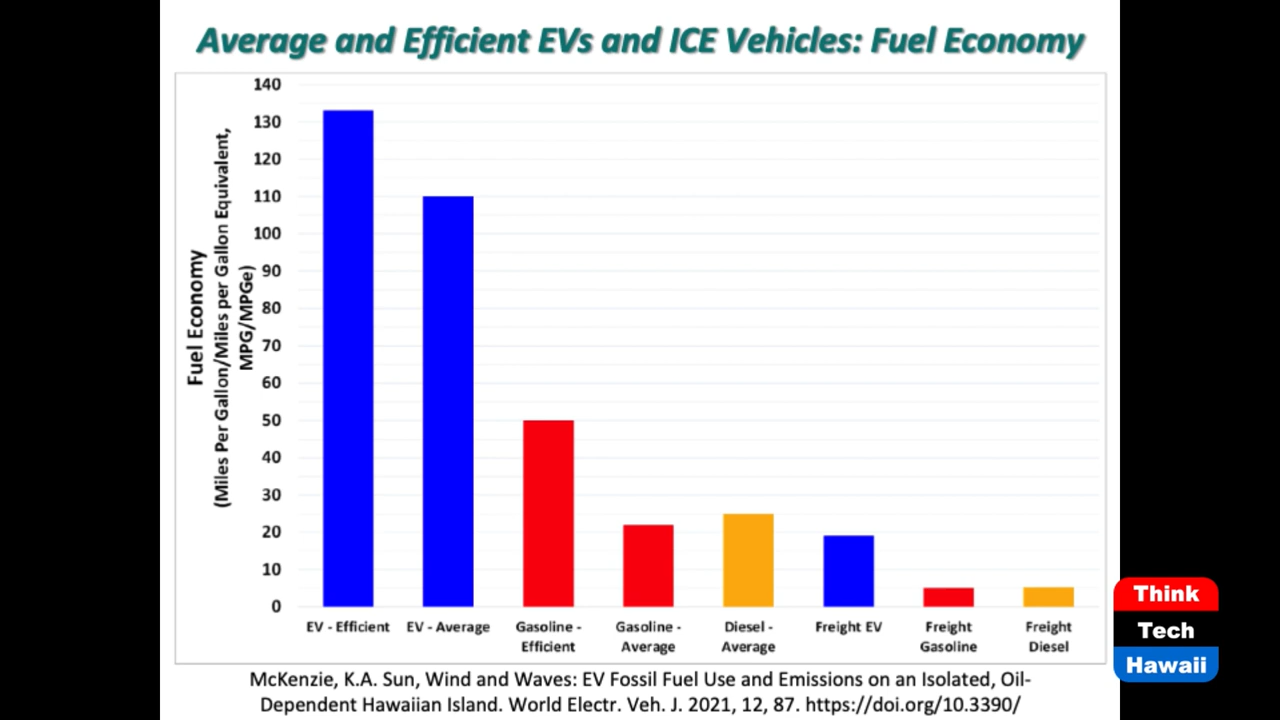 Average and Efficient EVs and ICE Vehicles: Fuel Economy
Fuel Economy
(Miles Per Gallon/Miles per Gallon Equivalent,
MPG/MPGe)
140
130
120
110
100
90
80
70
60
50
40
30
20
10
0
EV - Efficient
EV - Average
Gasoline -
Efficient
Gasoline -
Average
Diesel -
Average
Freight EV
Freight
Gasoline
Freight
Diesel
McKenzie, K.A. Sun, Wind and Waves: EV Fossil Fuel Use and Emissions on an Isolated, Oil-
Dependent Hawaiian Island. World Electr. Veh. J. 2021, 12, 87. https://doi.org/10.3390/
Think
Tech
Hawaii